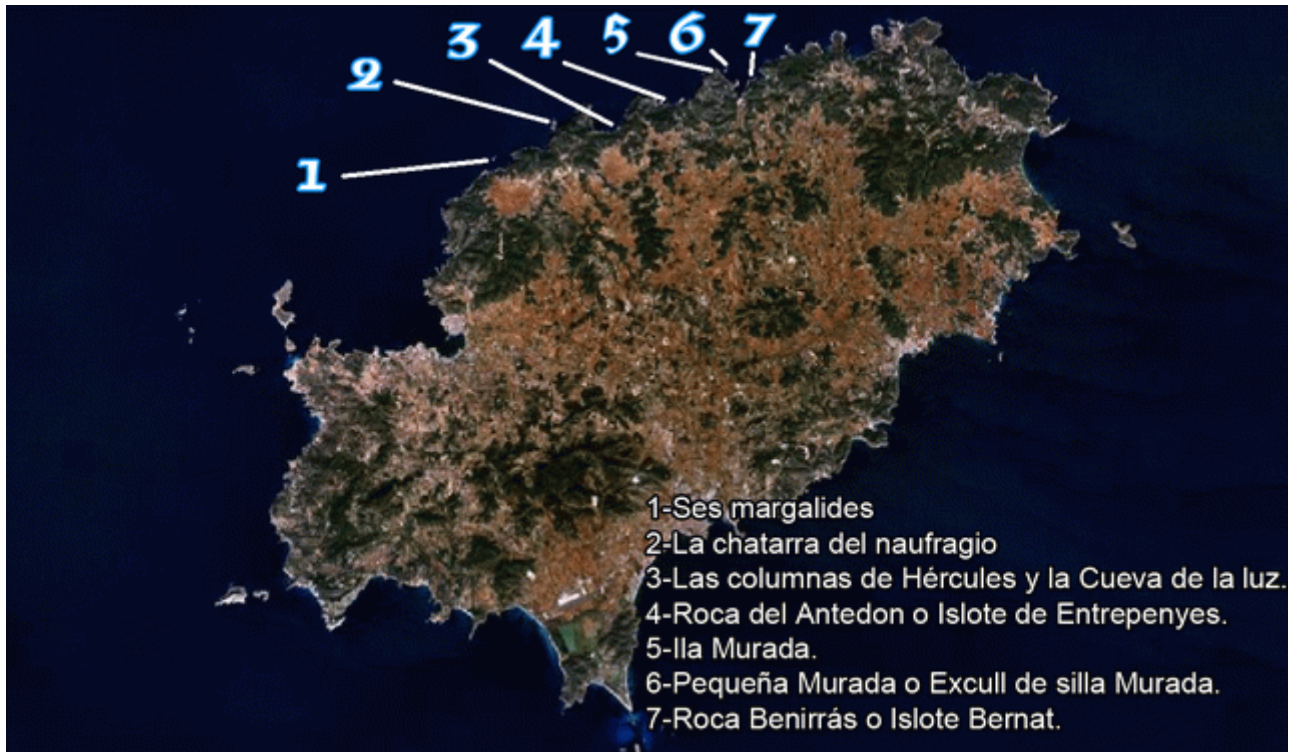 1
2
3
4
5
6
7
1-Ses margalides
2-La chatarra del naufragio
3-Las columnas de Hércules y la Cueva de la luz.
4-Roca del Antedon o Islote de Entrepenyes.
5-Illa Murada.
6-Pequeña Murada o Excull de silla Murada.
7-Roca Benirrás o Islote Bernat.